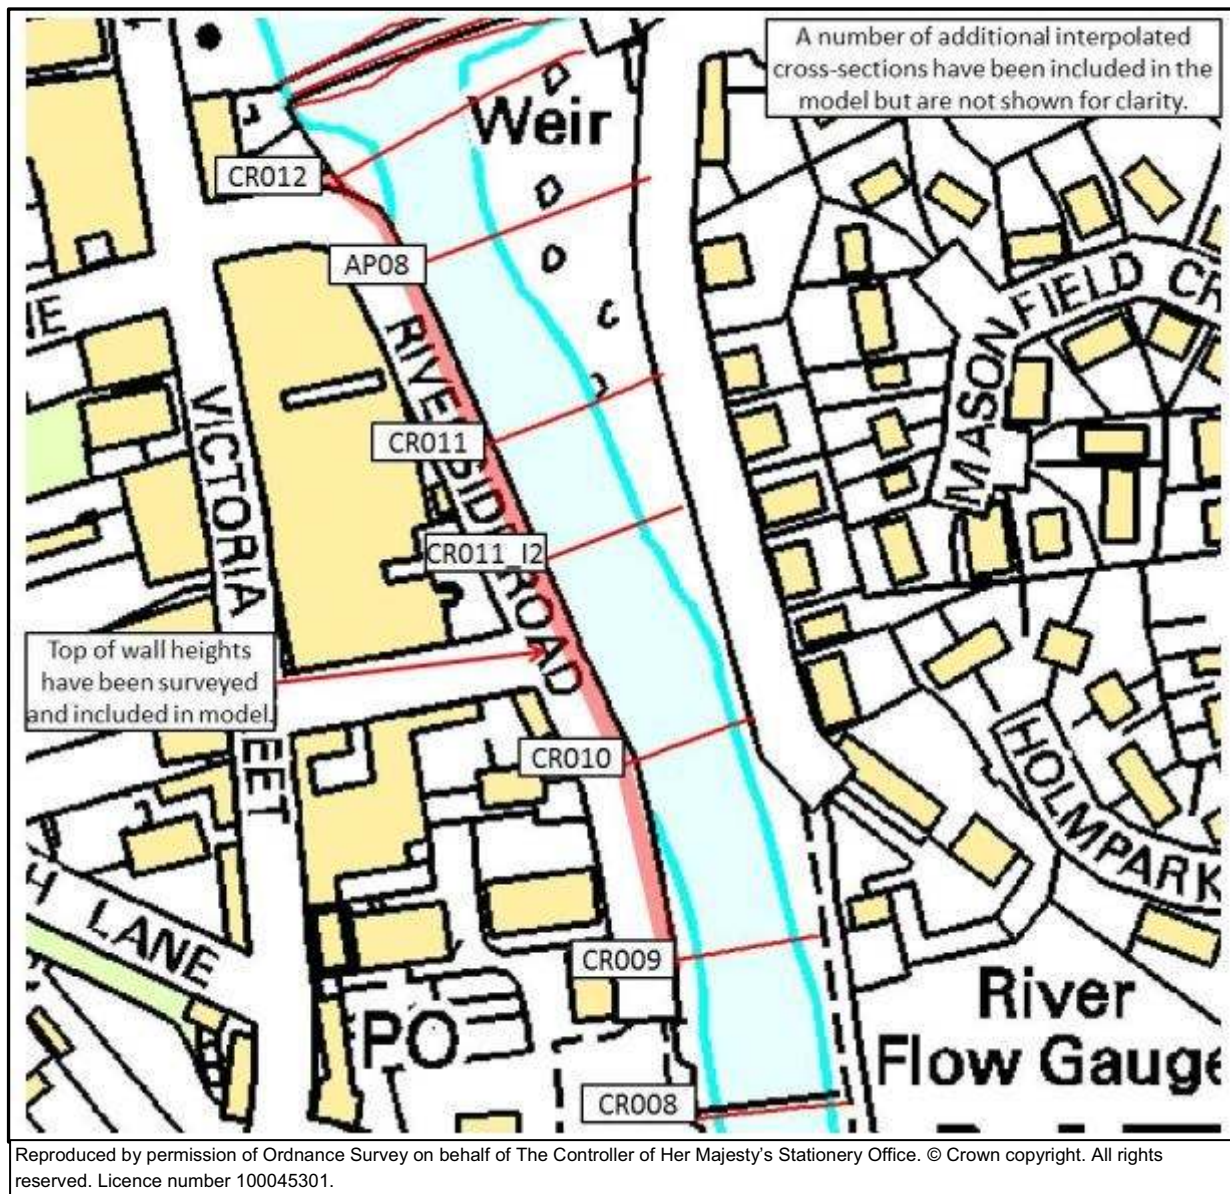 A number of additional interpolated
cross-sections have been included in the
model but are not shown for clarity.
Weir
CR012
AP08
MASON FIELD CR
NE
RIVERSIDE ROAD
VICTORIA
CR011
CR011_I2
Top of wall heights
have been surveyed
and included in model.
EET
CR010
HOLMPARK
H LANE
CR009
River
Flow Gauge
PO
CR008
Reproduced by permission of Ordnance Survey on behalf of The Controller of Her Majesty's Stationery Office. © Crown copyright. All rights
reserved. Licence number 100045301.